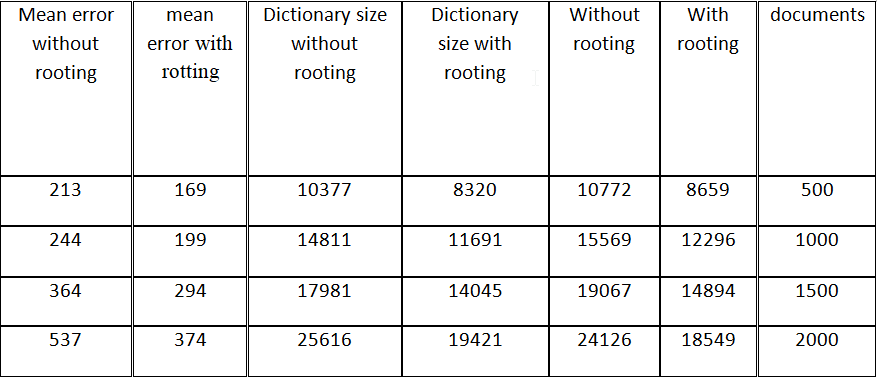 Mean error without rooting
mean error with rotting
Dictionary size without rooting
Dictionary size with rooting
Without rooting
With rooting
documents
213 169 10377 8320 10772 8659 500
244 199 14811 11691 15569 12296 1000
364 294 17981 14045 19067 14894 1500
537 374 25616 19421 24126 18549 2000